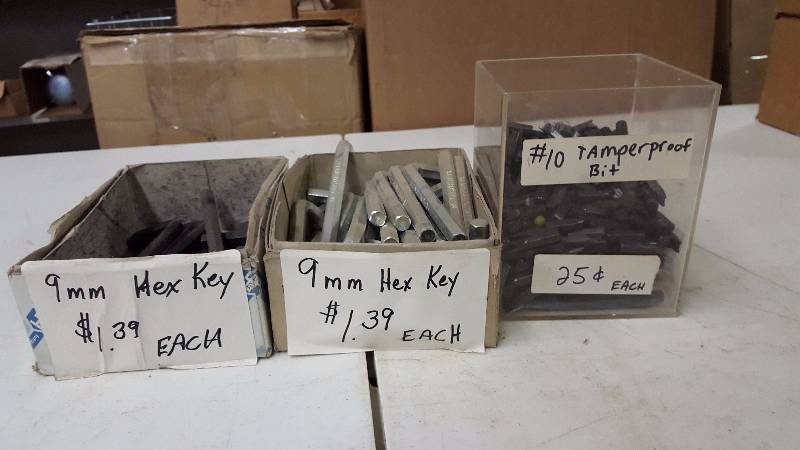 9mm Hex Key
$1.39 EACH
9mm Hex Key
$1.39 EACH
#10 TAmperproof
Bit
25¢ EACH